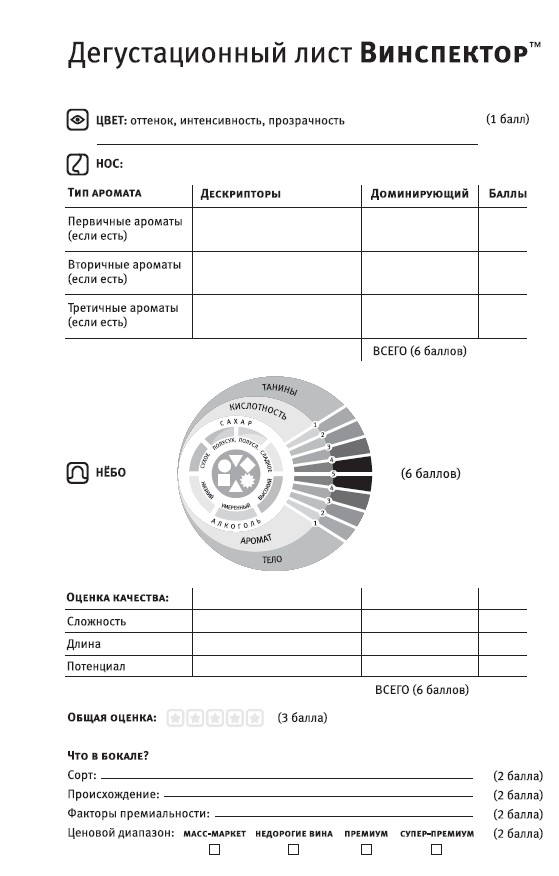 Дегустационный лист Винспектор™
ЦВЕТ: оттенок, интенсивность, прозрачность (1 балл)
НОС:
Тип аромата Дескрипторы Доминирующий Баллы
Первичные ароматы
(если есть)
Вторичные ароматы
(если есть)
Третичные ароматы
(если есть)
ВСЕГО (6 баллов)
НЁБО
ТАНИНЫ
КИСЛОТНОСТЬ
САХАР
СУХОЕ ПОЛУСУХ. ПОЛУСЛ. СЛАДКОЕ
НИЗКИЙ УМЕРЕННЫЙ ВЫСОКИЙ
АЛКОГОЛЬ
АРОМАТ
ТЕЛО
1
2
3
4
5
4
3
2
1
(6 баллов)
Оценка качества:
Сложность
Длина
Потенциал
ВСЕГО (6 баллов)
Общая оценка: (3 балла)
Что в бокале?
Сорт: (2 балла)
Происхождение: (2 балла)
Факторы премиальности: (2 балла)
Ценовой диапазон: МАСС-МАРКЕТ НЕДОРОГИЕ ВИНА ПРЕМИУМ СУПЕР-ПРЕМИУМ (2 балла)